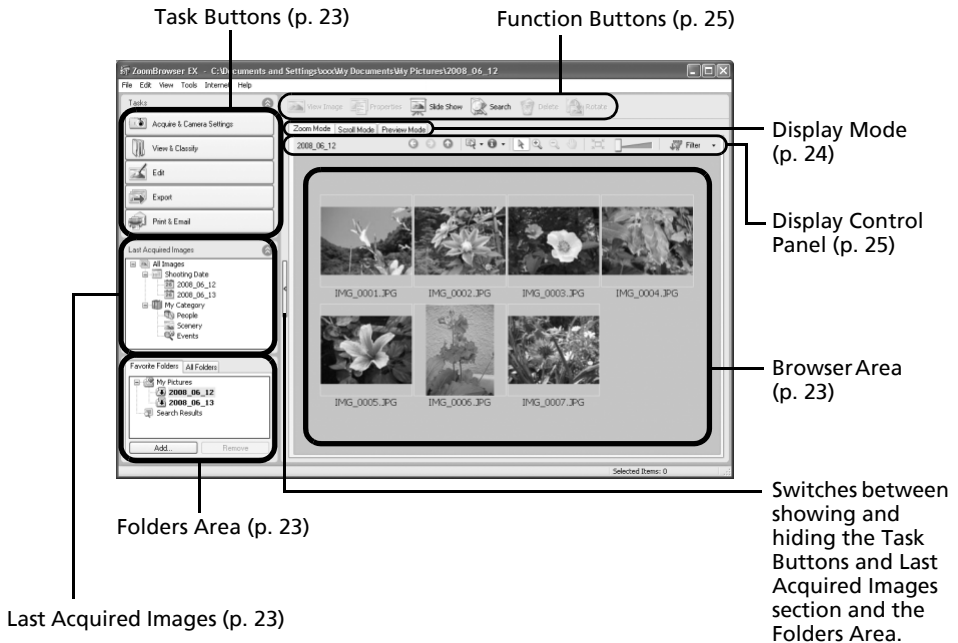 Task Buttons (p. 23)
Function Buttons (p. 25)
ZoomBrowser EX - C:\Documents and Settings\xxx\My Documents\My Pictures\2008_06_12
File Edit View Tools Internet Help
Tasks
View Image Properties Slide Show Search Delete Rotate
Acquire & Camera Settings
View & Classify
Edit
Export
Print & Email
Zoom Mode Scroll Mode Preview Mode
2008_06_12 Filter
Display Mode
(p. 24)
Display Control
Panel (p. 25)
Last Acquired Images
All Images
Shooting Date
2008_06_12
2008_06_13
My Category
People
Scenery
Events
IMG_0001.JPG IMG_0002.JPG IMG_0003.JPG IMG_0004.JPG
IMG_0005.JPG IMG_0006.JPG IMG_0007.JPG
Browser Area
(p. 23)
Favorite Folders All Folders
My Pictures
2008_06_12
2008_06_13
Search Results
Add... Remove
Selected Items: 0
Folders Area (p. 23)
Last Acquired Images (p. 23)
Switches between
showing and
hiding the Task
Buttons and Last
Acquired Images
section and the
Folders Area.